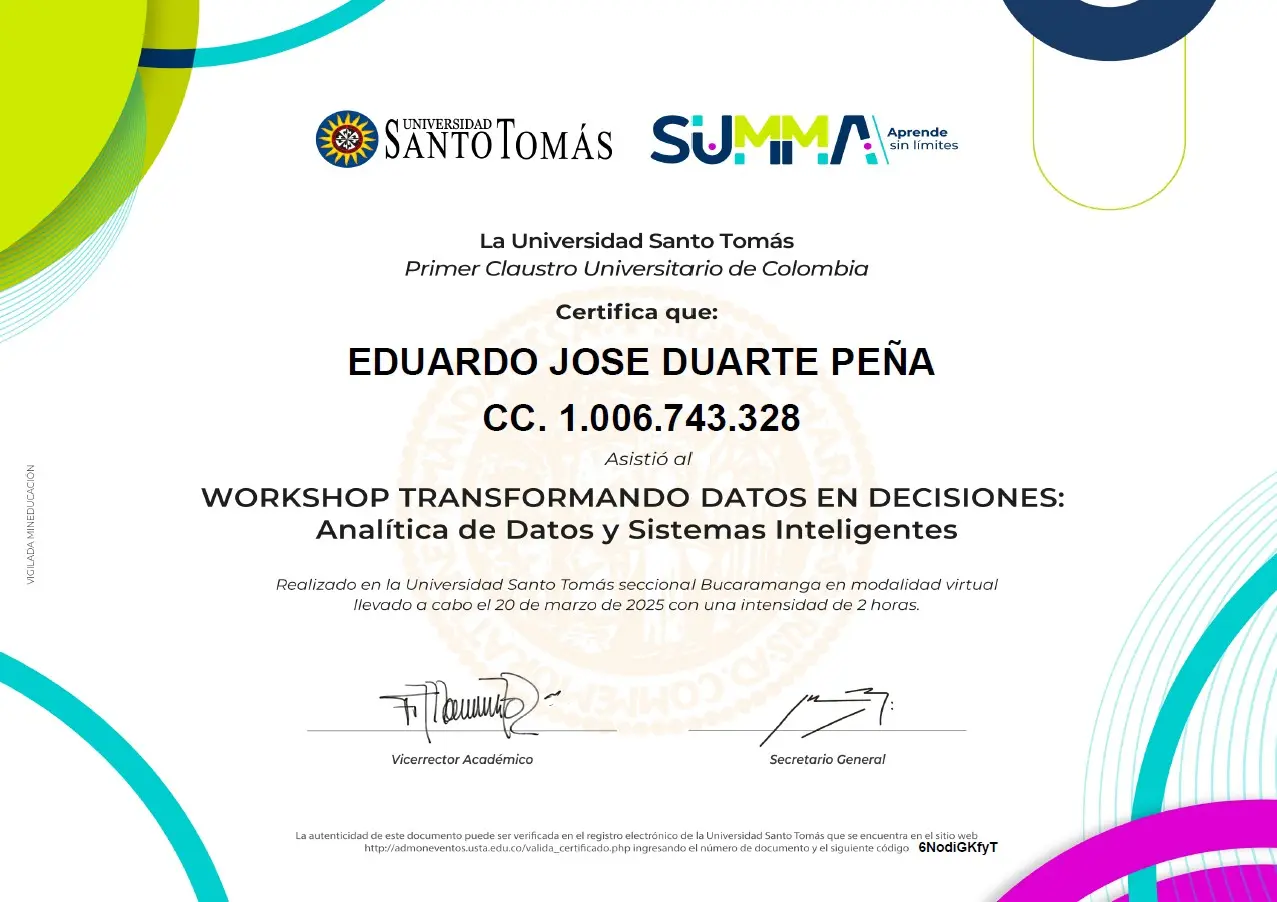 UNIVERSIDAD
SANTO TOMÁS
SUMMA
Aprende
sin límites
La Universidad Santo Tomás
Primer Claustro Universitario de Colombia
Certifica que:
EDUARDO JOSE DUARTE PEÑA
CC. 1.006.743.328
Asistió al
WORKSHOP TRANSFORMANDO DATOS EN DECISIONES:
Analítica de Datos y Sistemas Inteligentes
Realizado en la Universidad Santo Tomás seccional Bucaramanga en modalidad virtual
llevado a cabo el 20 de marzo de 2025 con una intensidad de 2 horas.
VIGILADA MINEDUCACIÓN
Vicerrector Académico
Secretario General
La autenticidad de este documento puede ser verificada en el registro electrónico de la Universidad Santo Tomás que se encuentra en el sitio web
http://admoneventos.usta.edu.co/valida_certificado.php ingresando el número de documento y el siguiente código 6NodiGKfyT